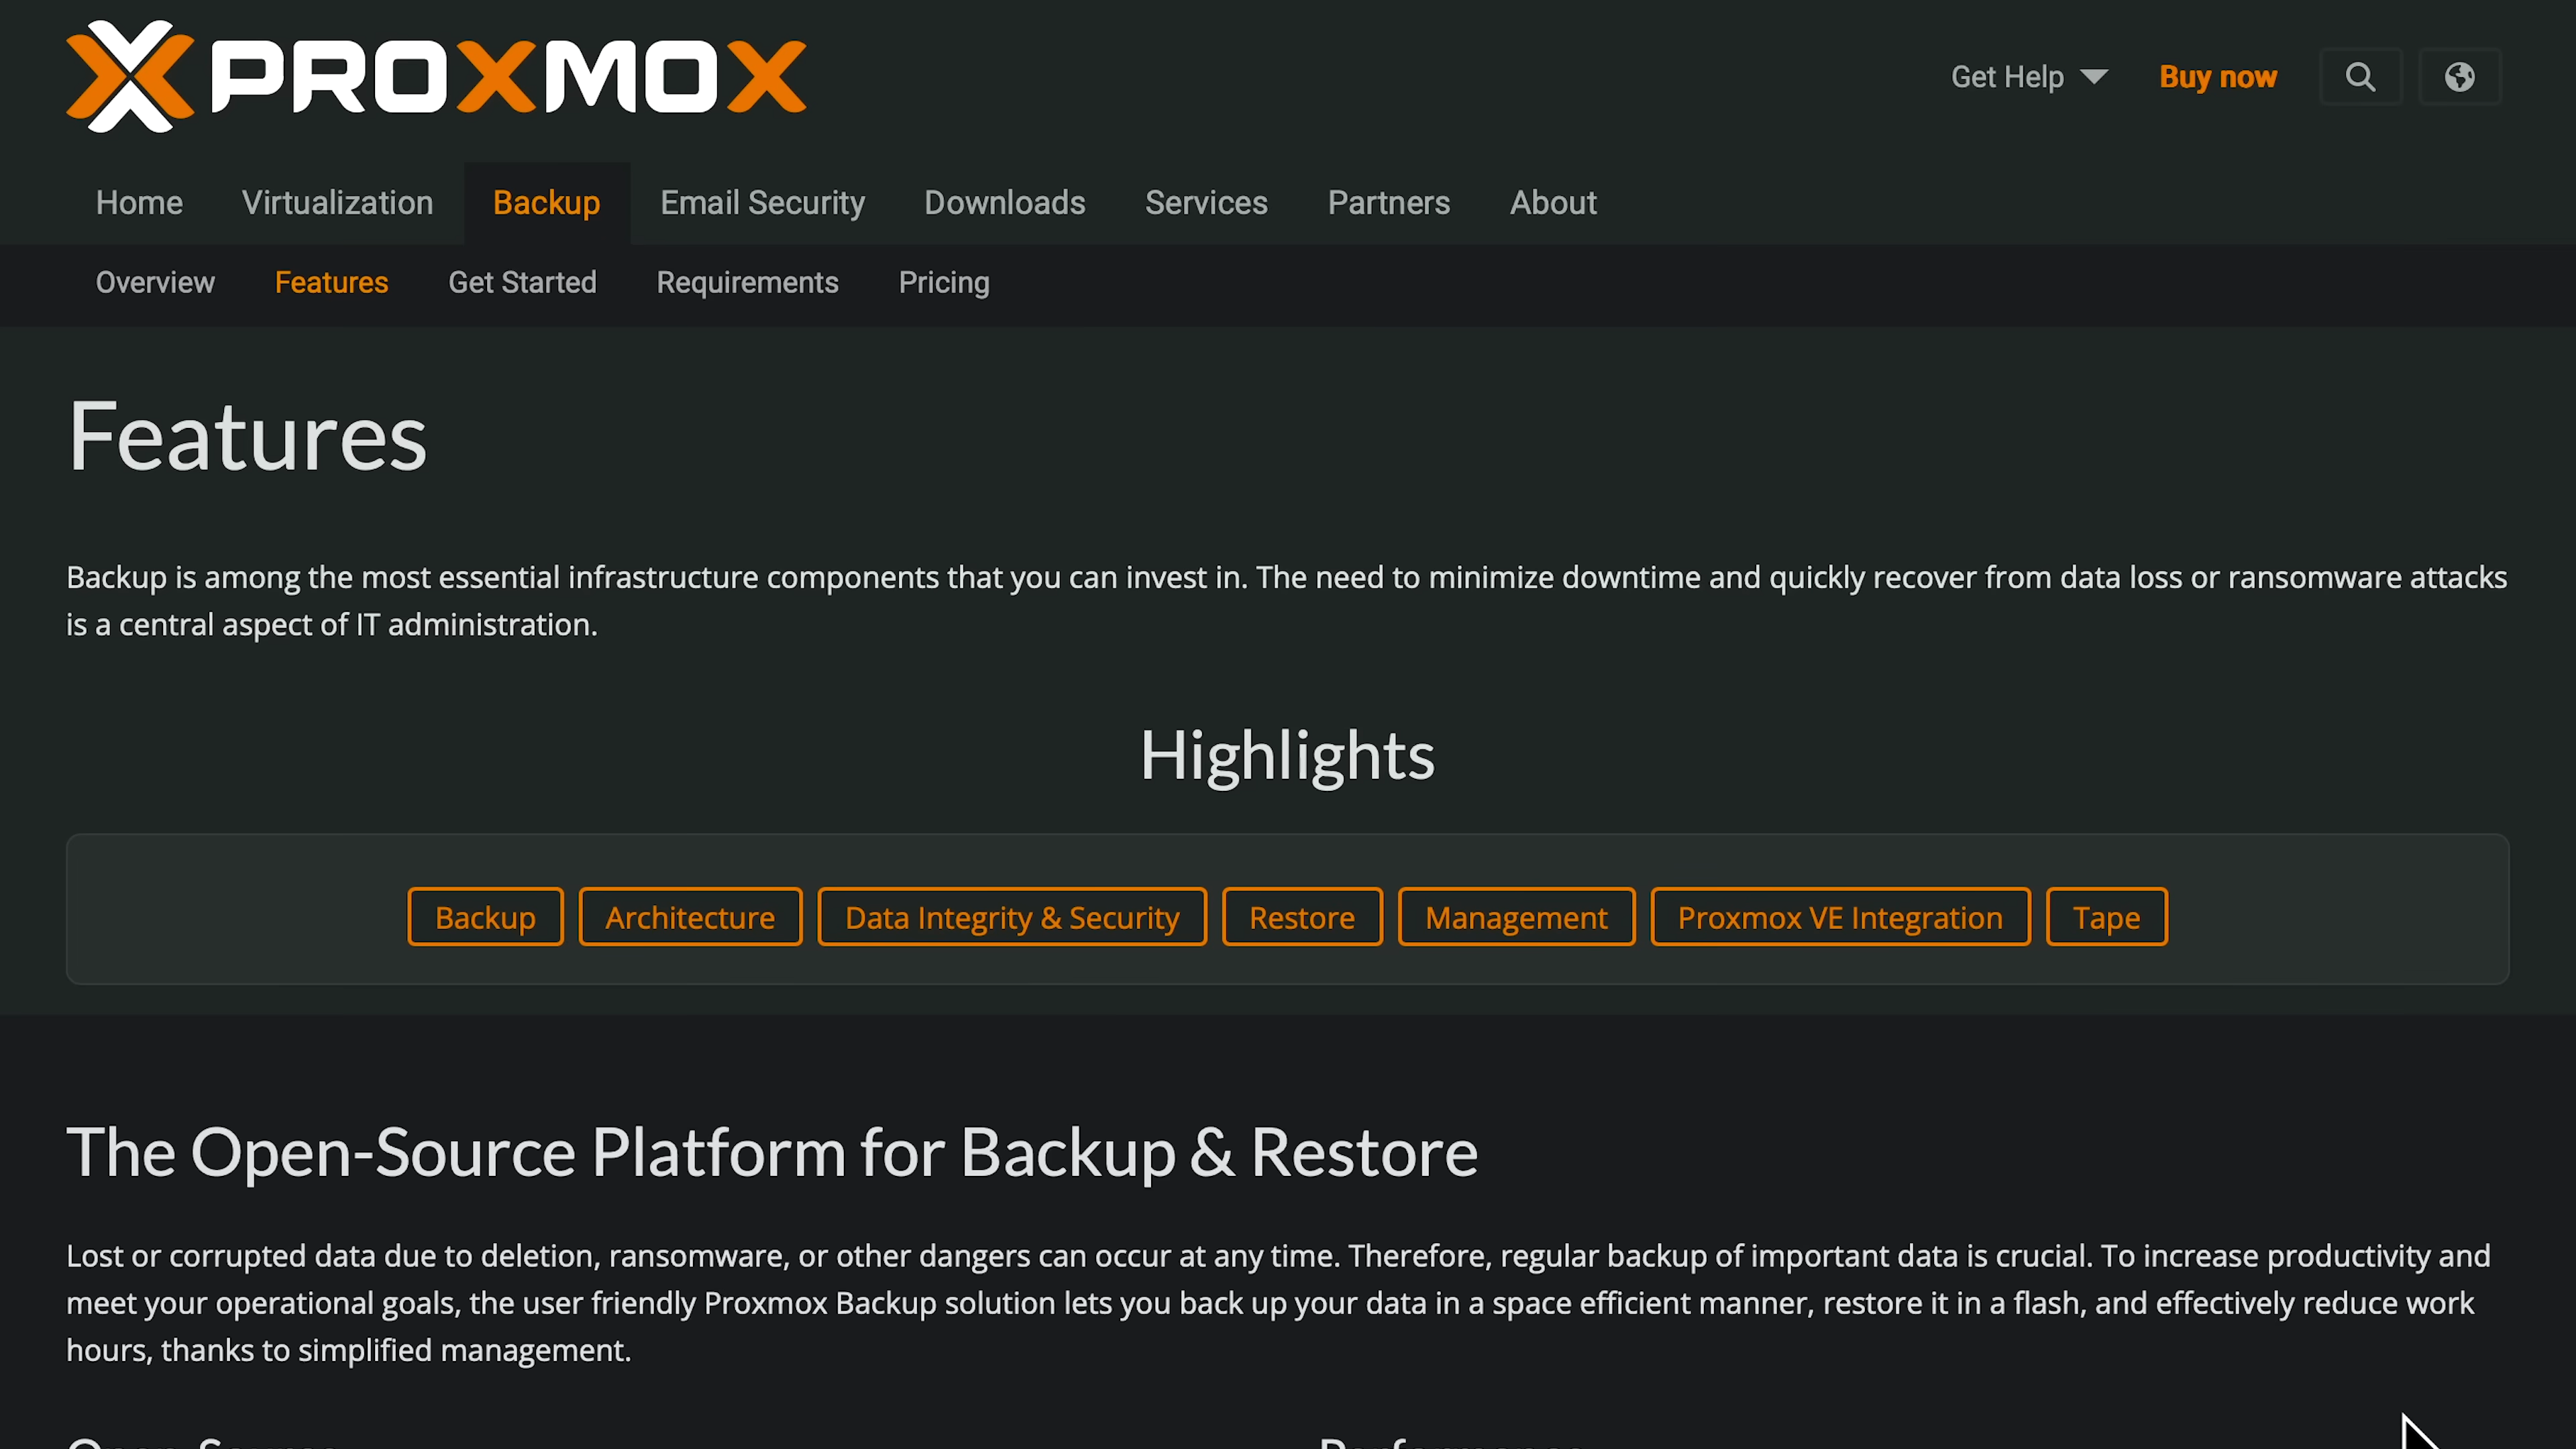 PROXMOX
Get Help
Buy now
Home Virtualization Backup Email Security Downloads Services Partners About
Overview Features Get Started Requirements Pricing
Features
Backup is among the most essential infrastructure components that you can invest in. The need to minimize downtime and quickly recover from data loss or ransomware attacks
is a central aspect of IT administration.
Highlights
Backup Architecture Data Integrity & Security Restore Management Proxmox VE Integration Tape
The Open-Source Platform for Backup & Restore
Lost or corrupted data due to deletion, ransomware, or other dangers can occur at any time. Therefore, regular backup of important data is crucial. To increase productivity and
meet your operational goals, the user friendly Proxmox Backup solution lets you back up your data in a space efficient manner, restore it in a flash, and effectively reduce work
hours, thanks to simplified management.